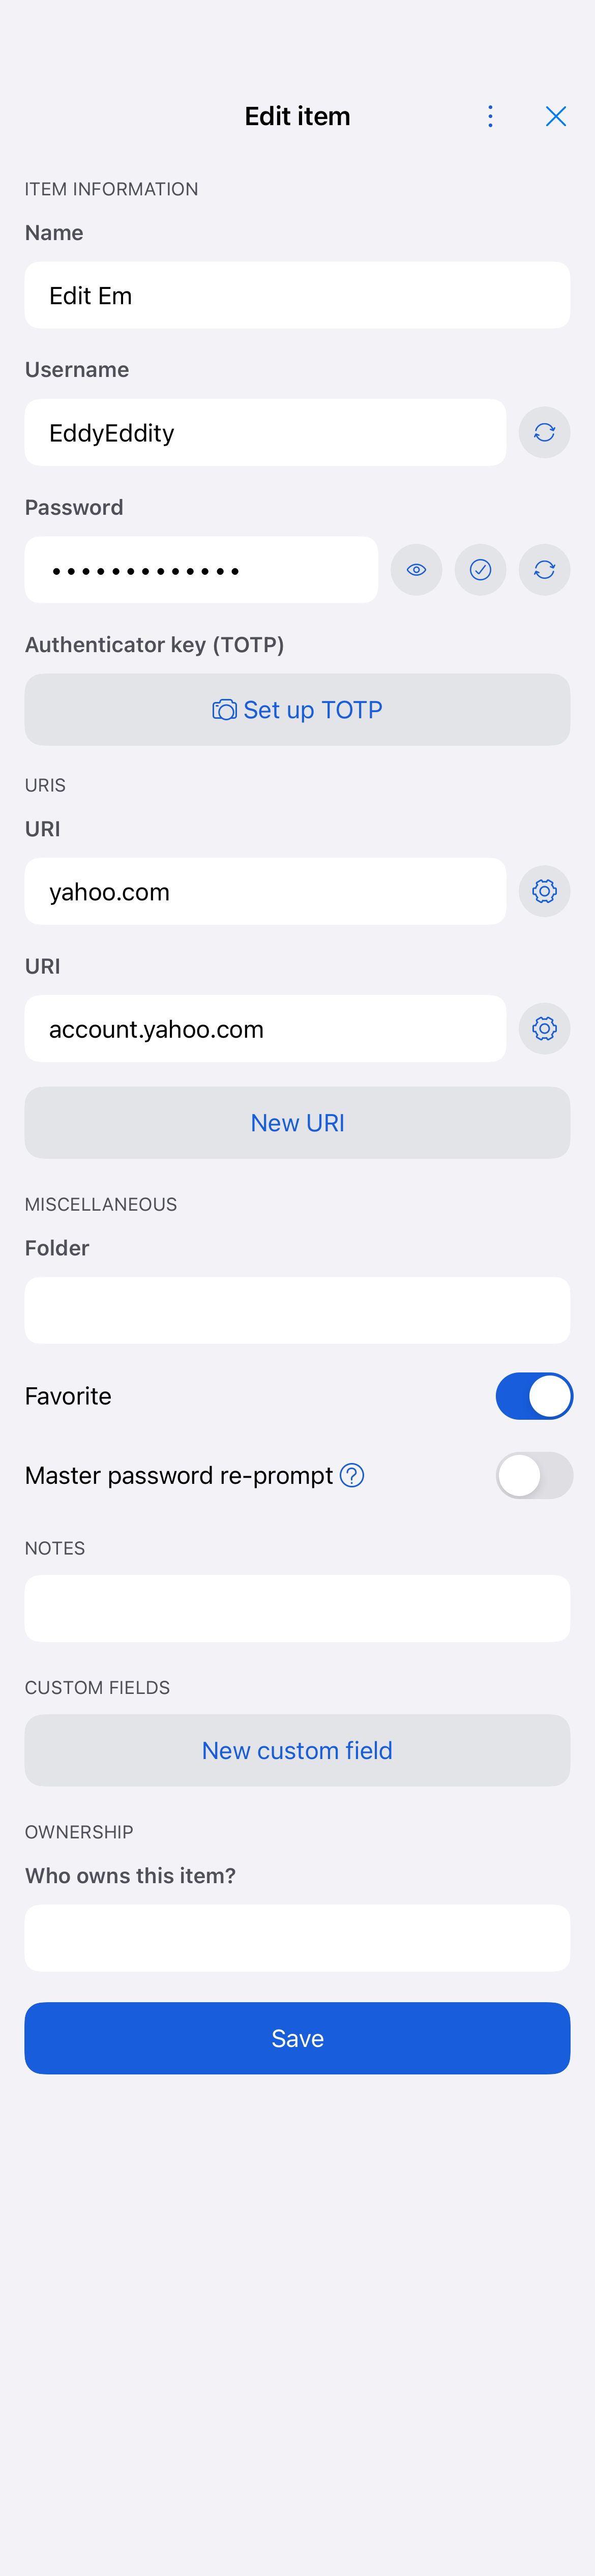 Edit item
ITEM INFORMATION
Name
Edit Em
Username
EddyEddity
Password
•••••••••••••
Authenticator key (TOTP)
Set up TOTP
URIS
URI
yahoo.com
URI
account.yahoo.com
New URI
MISCELLANEOUS
Folder
Favorite
Master password re-prompt
NOTES
CUSTOM FIELDS
New custom field
OWNERSHIP
Who owns this item?
Save